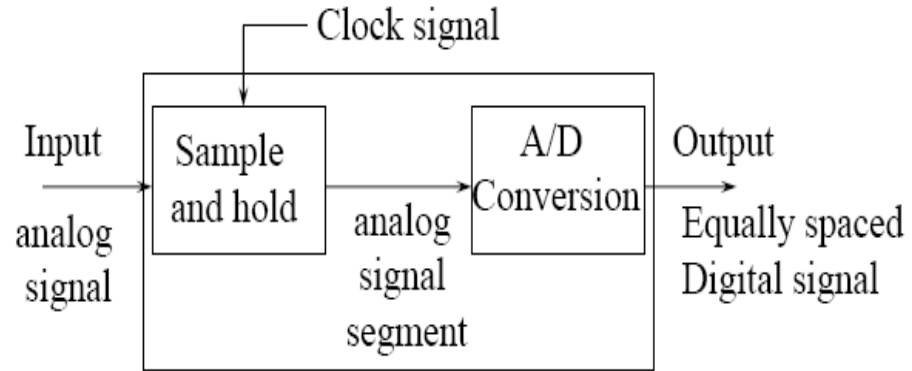 Clock signal
Input
analog
signal
Sample
and hold
analog
signal
segment
A/D
Conversion
Output
Equally spaced
Digital signal